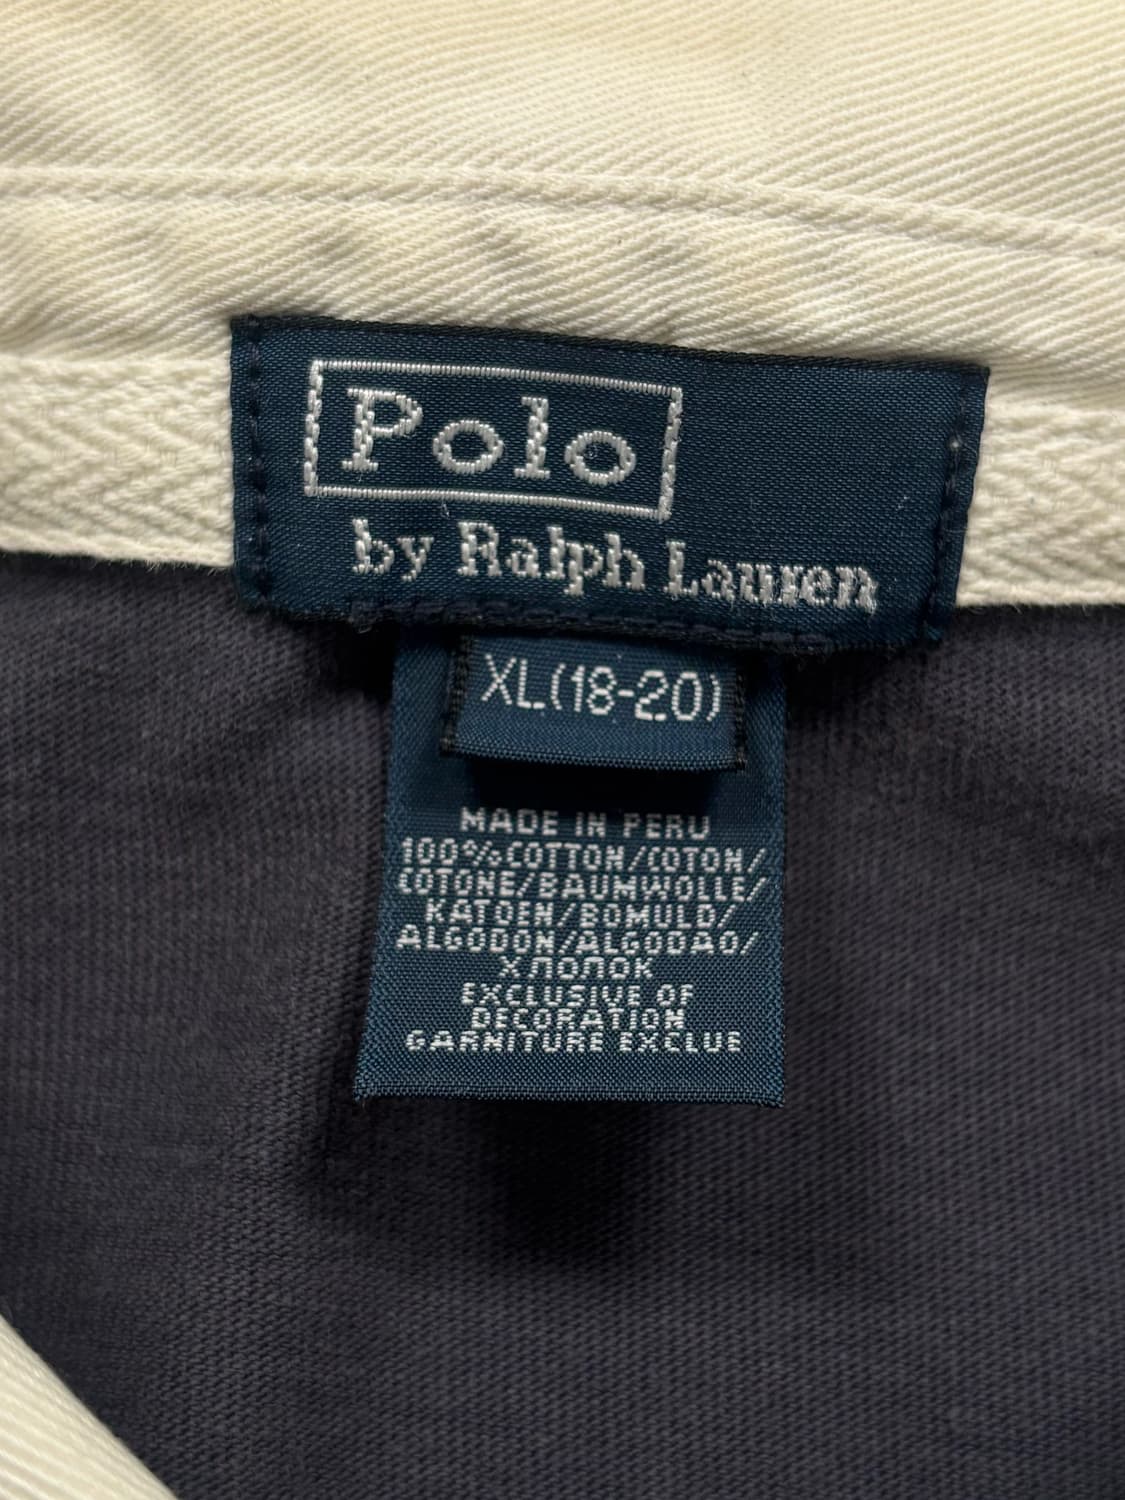 Polo
by Ralph Lauren
XL(18-20)
MADE IN PERU
100%COTTON/COTON/
COTONE/BAUMWOLLE/
KATOEN/BOMULD/
ALGODON/ALGODAO/
ХЛОПОК
EXCLUSIVE OF
DECORATION
GARNITURE EXCLUE